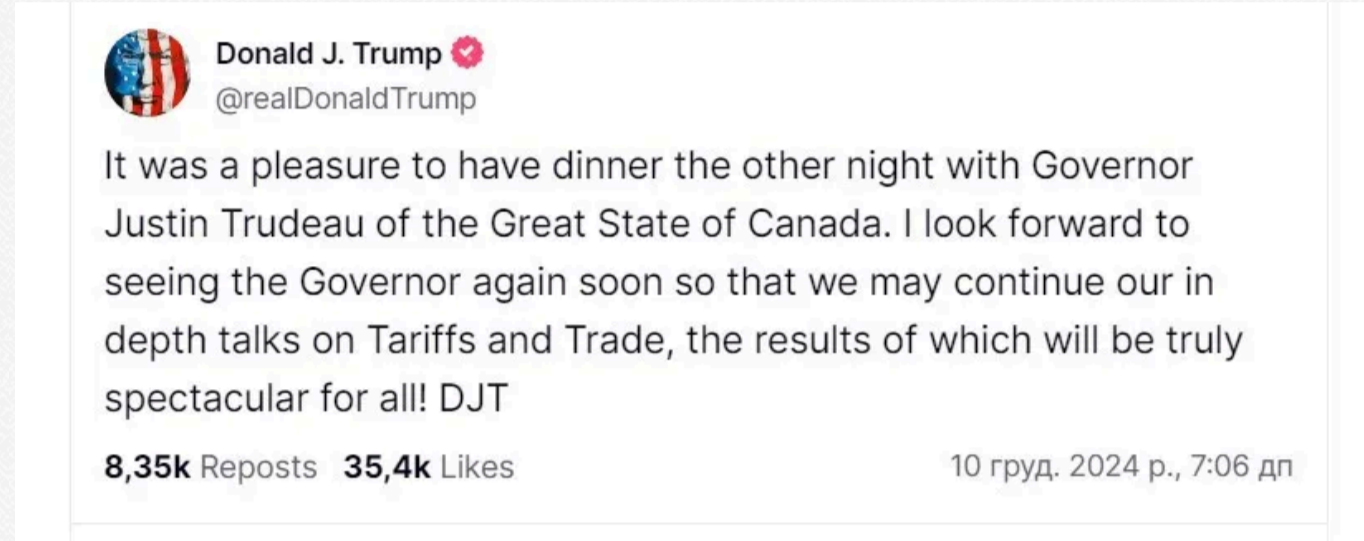 Donald J. Trump
@realDonaldTrump
It was a pleasure to have dinner the other night with Governor
Justin Trudeau of the Great State of Canada. I look forward to
seeing the Governor again soon so that we may continue our in
depth talks on Tariffs and Trade, the results of which will be truly
spectacular for all! DJT
8,35k Reposts 35,4k Likes 10 груд. 2024 р., 7:06 дп